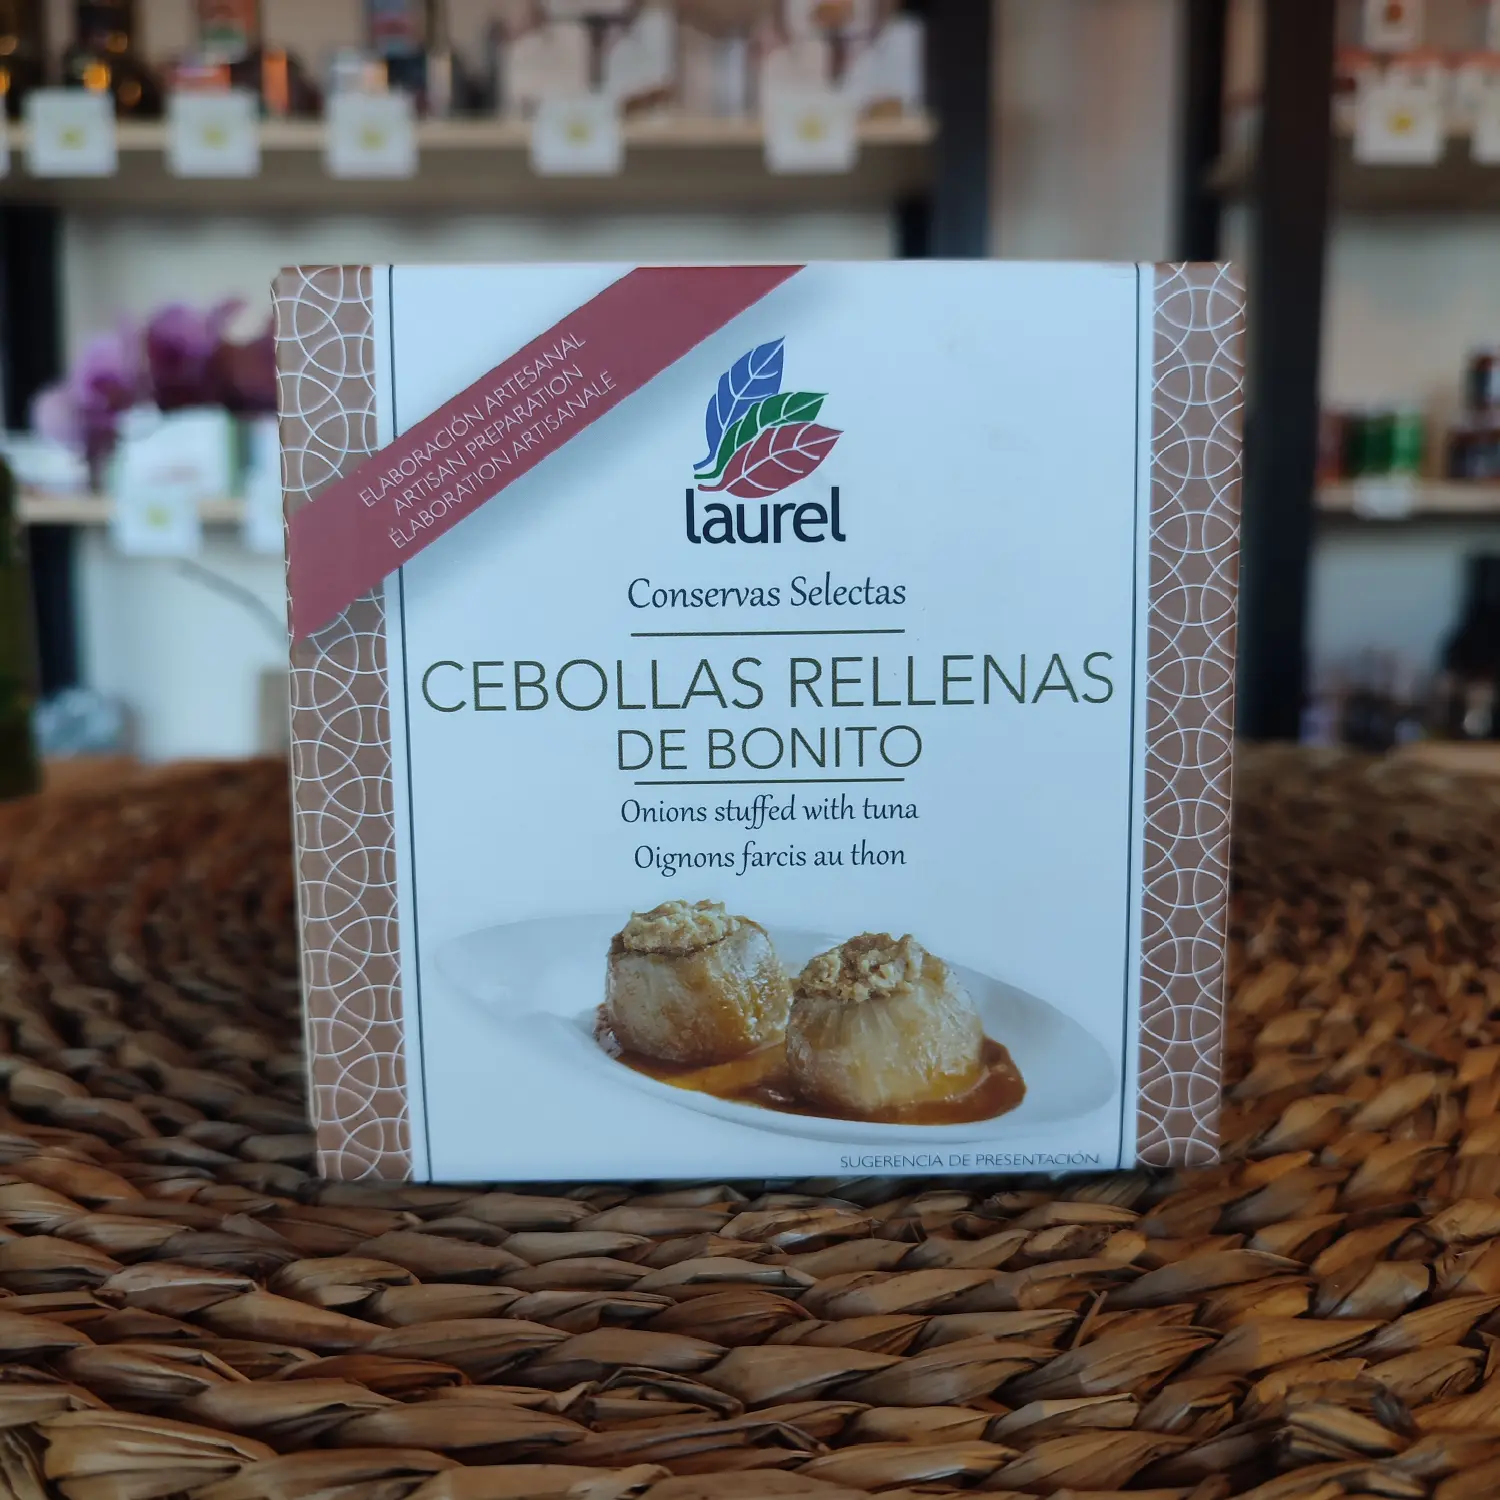 ELABORACIÓN ARTESANAL
ARTISAN PREPARATION
ÉLABORATION ARTISANALE
laurel
Conservas Selectas
CEBOLLAS RELLENAS
DE BONITO
Onions stuffed with tuna
Oignons farcis au thon
SUGERENCIA DE PRESENTACIÓN